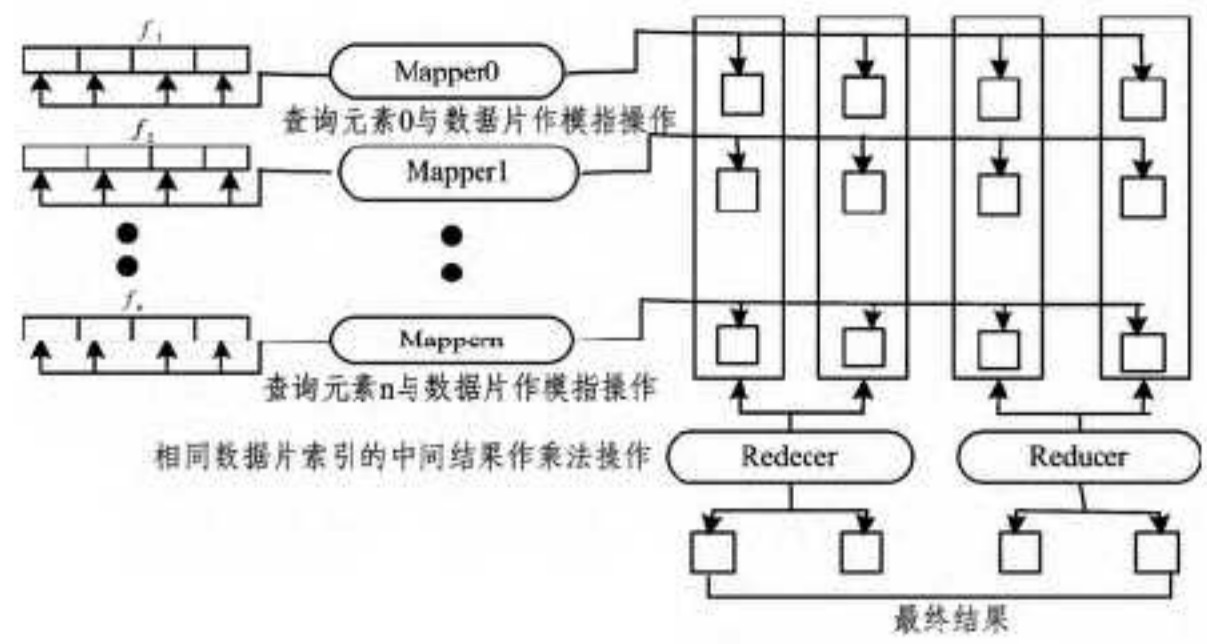 f₁
Mapper0
查询元素0与数据片作模指操作
f₂
Mapper1
fₙ
Mappern
查询元素n与数据片作模指操作
相同数据片索引的中间结果作乘法操作
Redecer
Reducer
最终结果